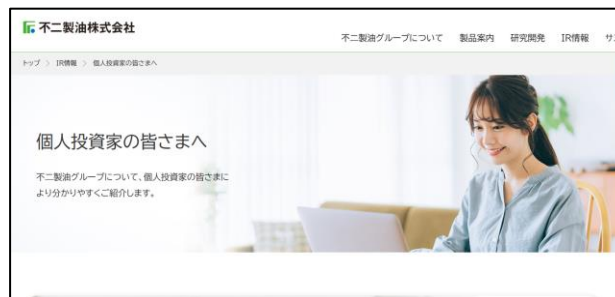 不二製油株式会社
不二製油グループについて 製品案内 研究開発 IR情報 サ
トップ > IR情報 > 個人投資家の皆さまへ
個人投資家の皆さまへ
不二製油グループについて、個人投資家の皆さまに
より分かりやすくご紹介します。